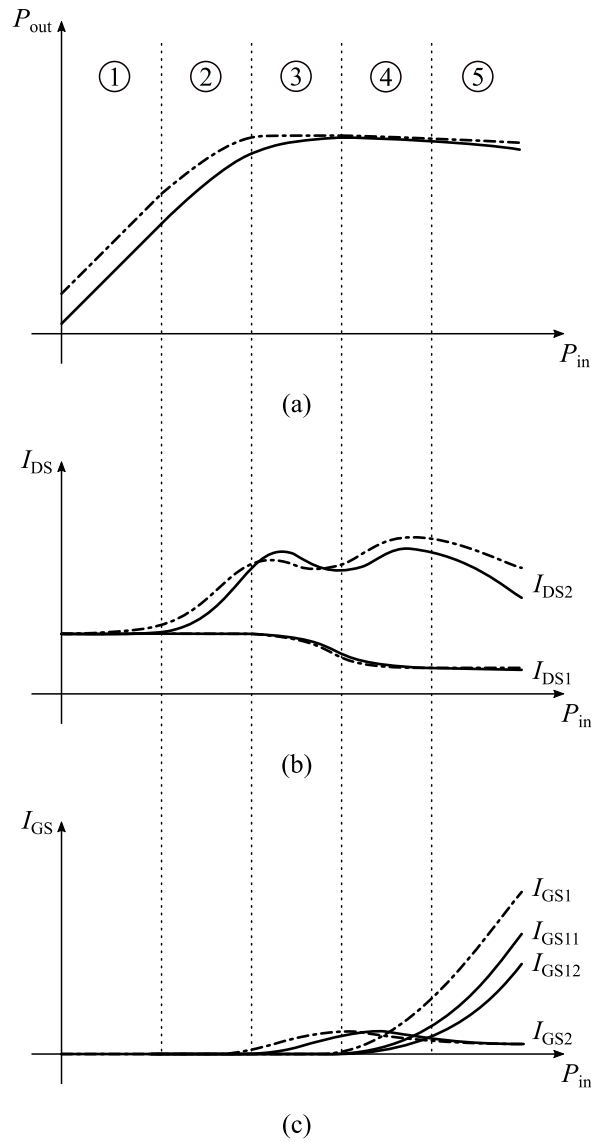 P_out
① ② ③ ④ ⑤
P_in
(a)
I_DS
I_DS2
I_DS1
P_in
(b)
I_GS
I_GS1
I_GS11
I_GS12
I_GS2
P_in
(c)